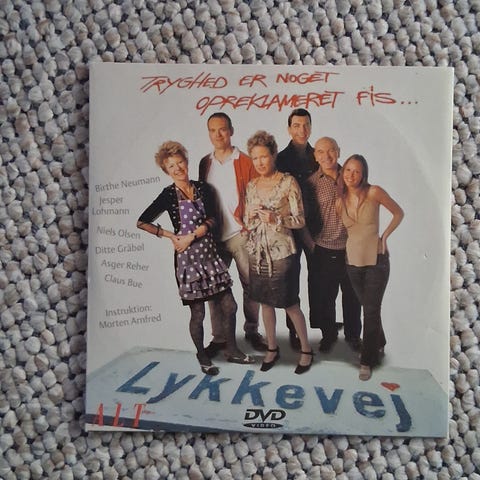 TRYGHED ER NOGET
OPREKLAMERET FIS...
Birthe Neumann
Jesper
Lohmann
Niels Olsen
Ditte Gråbøl
Asger Reher
Claus Bue
Instruktion:
Morten Arnfred
Lykkevej
ALT
DVD
VIDEO